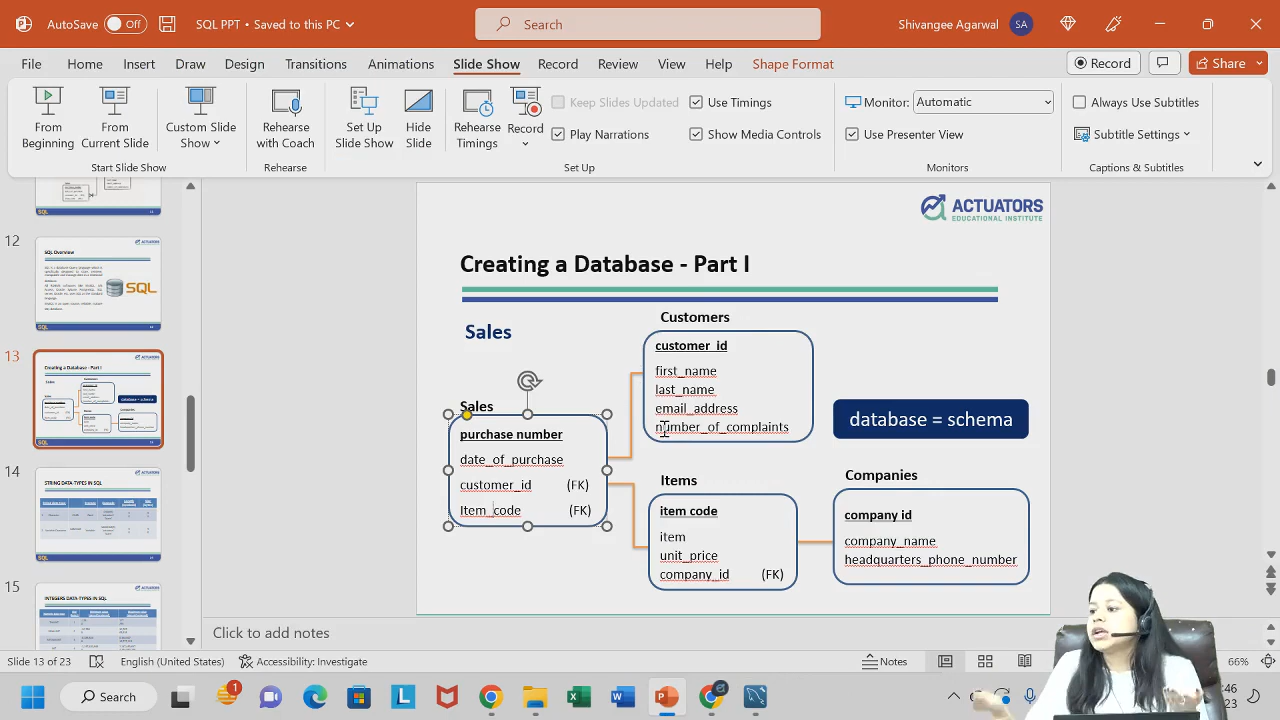 AutoSave Off SQL PPT • Saved to this PC Search Shivangee Agarwal SA
File Home Insert Draw Design Transitions Animations Slide Show Record Review View Help Shape Format Record Share
From Beginning
From Current Slide
Custom Slide Show
Start Slide Show
Rehearse with Coach
Rehearse
Set Up Slide Show
Hide Slide
Rehearse Timings
Record
Keep Slides Updated
Play Narrations
Use Timings
Show Media Controls
Set Up
Monitor: Automatic
Use Presenter View
Monitors
Always Use Subtitles
Subtitle Settings
Captions & Subtitles
SQL
12
SQL Overview
SQL
SQL
13
Creating a Database - Part I
SQL
14
STRING DATA-TYPES IN SQL
SQL
15
INTEGERS DATA-TYPES IN SQL
ACTUATORS
EDUCATIONAL INSTITUTE
Creating a Database - Part I
Sales
Customers
customer_id
first_name
last_name
email_address
number_of_complaints
Sales
purchase number
date_of_purchase
customer_id (FK)
Item_code (FK)
database = schema
Items
item code
item
unit_price
company_id (FK)
Companies
company id
company_name
headquarters_phone_number
Click to add notes
Slide 13 of 23 English (United States) Accessibility: Investigate Notes 66%
1 Search